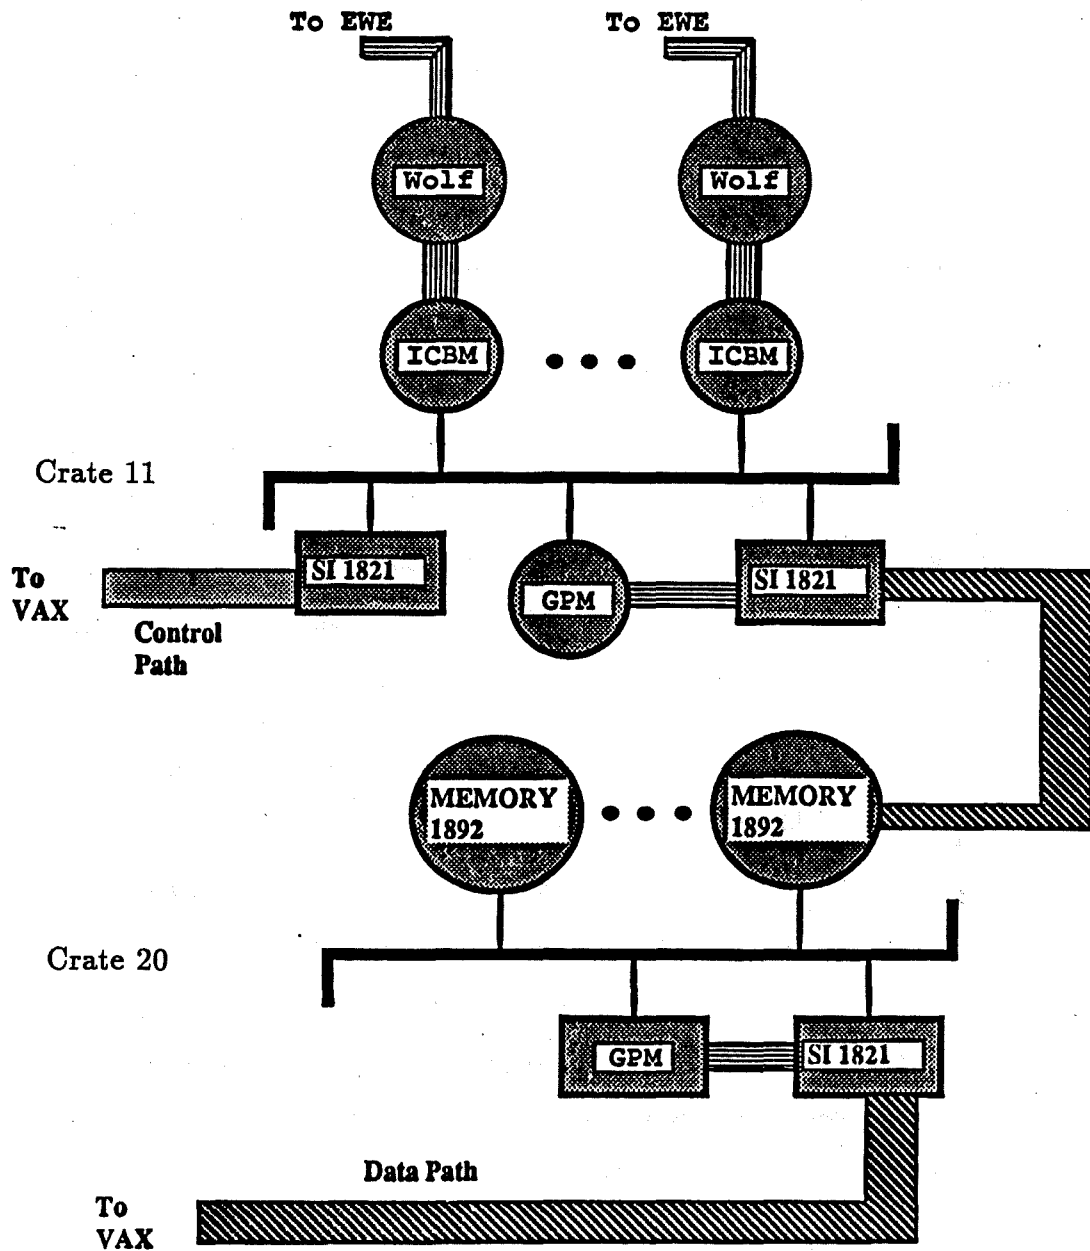 To EWE
To EWE
Wolf
Wolf
ICBM
ICBM
Crate 11
SI 1821
SI 1821
To
VAX
GPM
Control
Path
MEMORY
1892
MEMORY
1892
Crate 20
GPM
SI 1821
Data Path
To
VAX